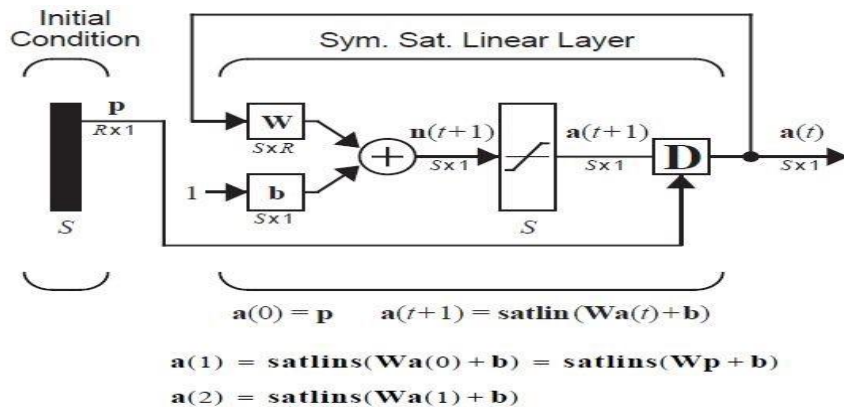 Initial
Condition
Sym. Sat. Linear Layer
p
R x 1
S
W
S x R
1
b
S x 1
n(t+1)
S x 1
S
a(t+1)
S x 1
D
a(t)
S x 1
a(0) = p a(t+1) = satlin(Wa(t)+b)
a(1) = satlins(Wa(0)+b) = satlins(Wp+b)
a(2) = satlins(Wa(1)+b)